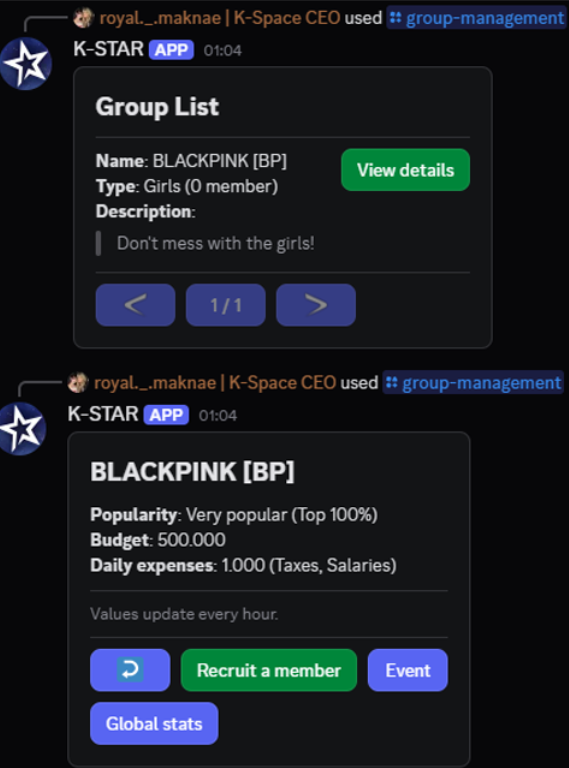 royal._.maknae | K-Space CEO used group-management
K-STAR APP 01:04
Group List
Name: BLACKPINK [BP]
View details
Type: Girls (0 member)
Description:
Don't mess with the girls!
< 1 / 1 >
royal._.maknae | K-Space CEO used group-management
K-STAR APP 01:04
BLACKPINK [BP]
Popularity: Very popular (Top 100%)
Budget: 500.000
Daily expenses: 1.000 (Taxes, Salaries)
Values update every hour.
Recruit a member Event
Global stats